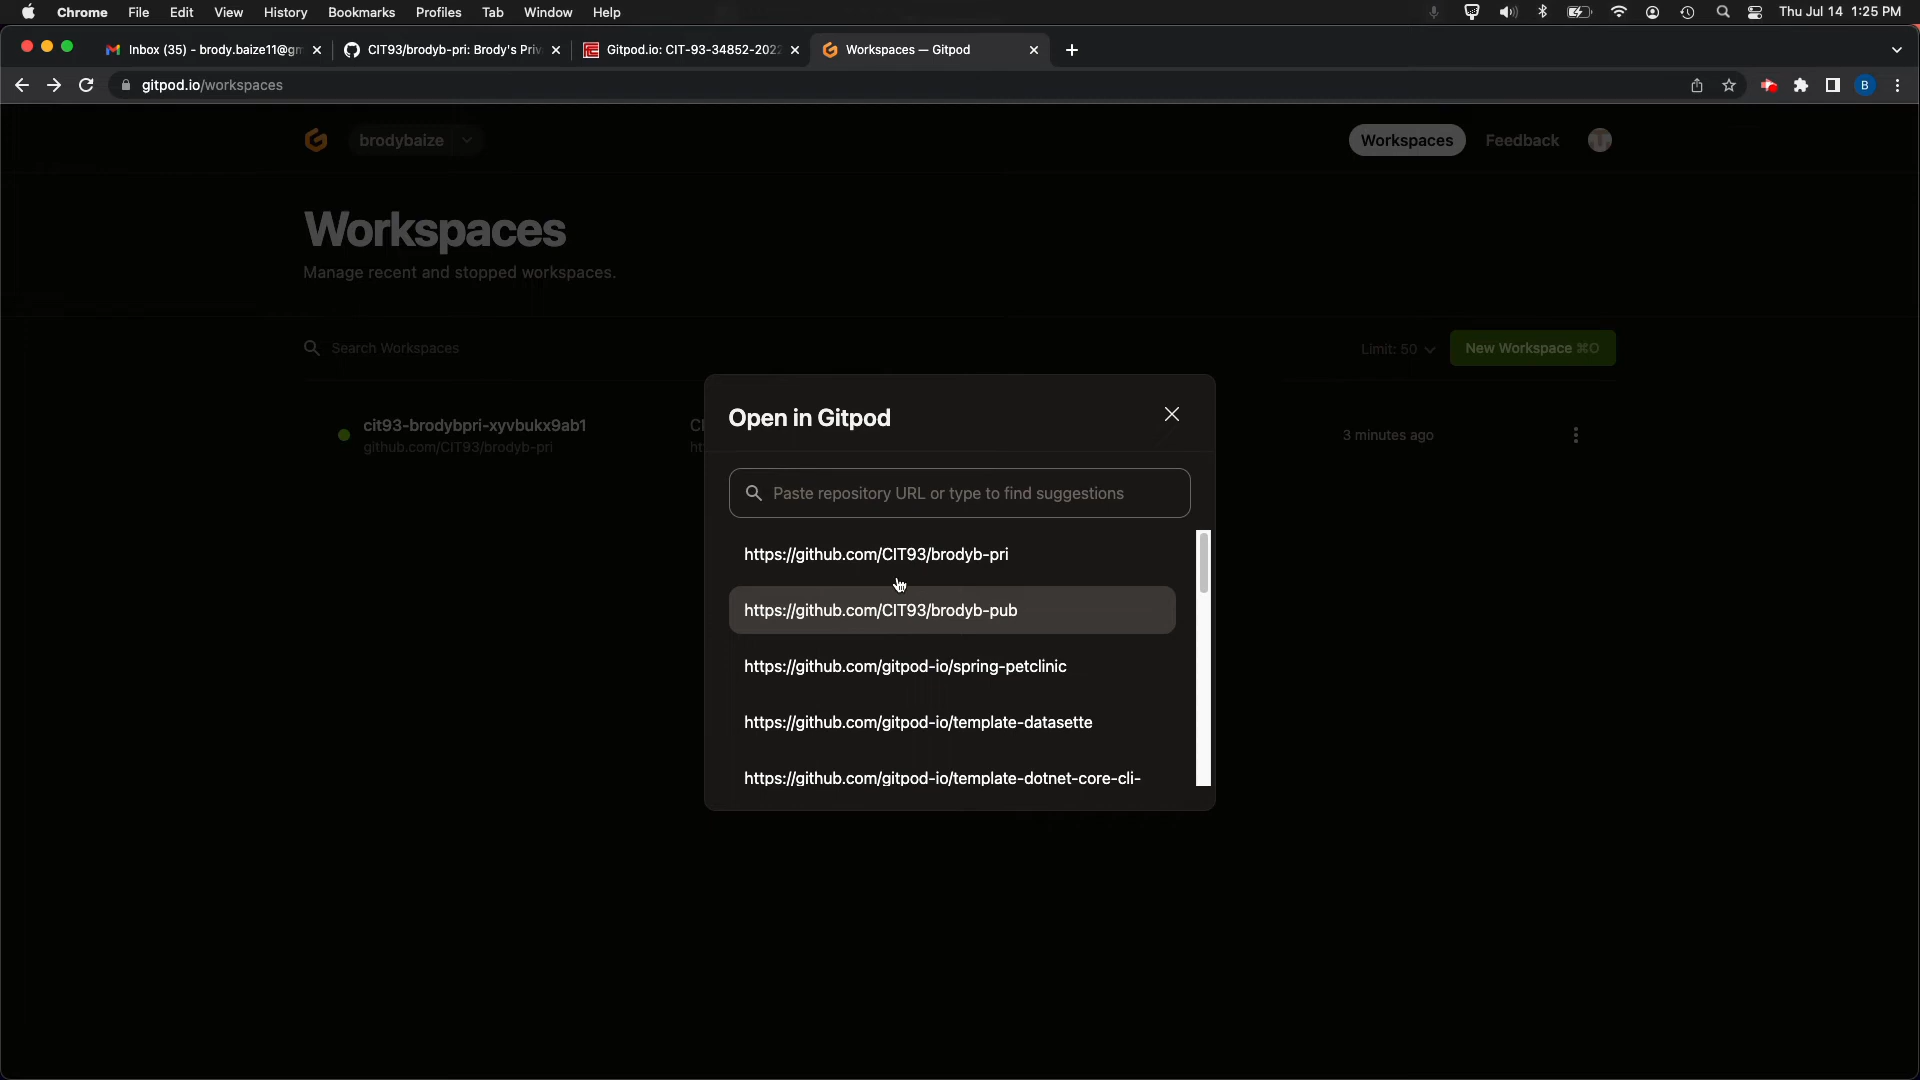 Chrome File Edit View History Bookmarks Profiles Tab Window Help Thu Jul 14 1:25 PM
Inbox (35) - brody.baize11@gm CIT93/brodyb-pri: Brody's Priv Gitpod.io: CIT-93-34852-2022 Workspaces — Gitpod
gitpod.io/workspaces B
brodybaize Workspaces Feedback
Workspaces
Manage recent and stopped workspaces.
Search Workspaces Limit: 50 New Workspace ⌘O
Open in Gitpod
cit93-brodybpri-xyvbukx9ab1 3 minutes ago
github.com/CIT93/brodyb-pri
Paste repository URL or type to find suggestions
https://github.com/CIT93/brodyb-pri
https://github.com/CIT93/brodyb-pub
https://github.com/gitpod-io/spring-petclinic
https://github.com/gitpod-io/template-datasette
https://github.com/gitpod-io/template-dotnet-core-cli-